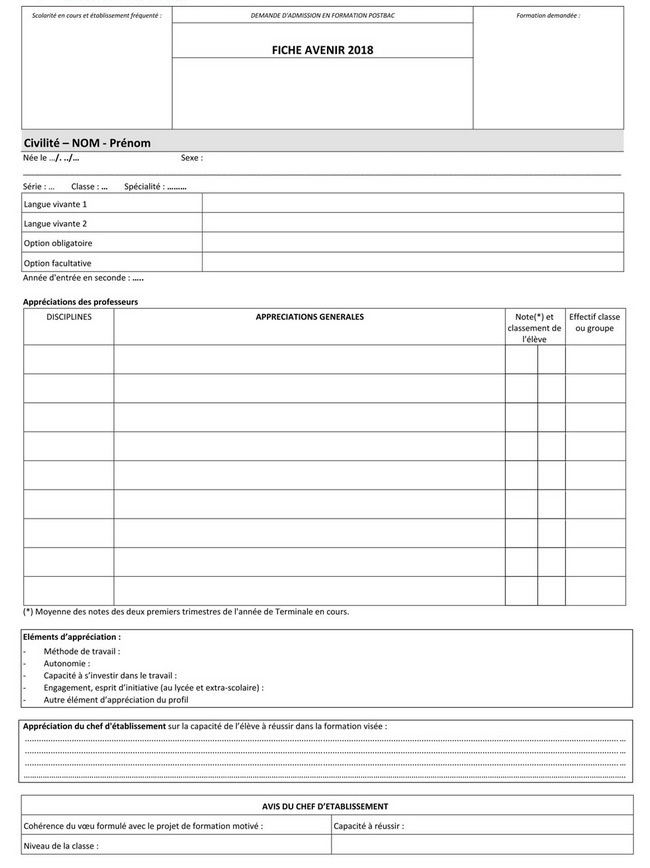 Scolarité en cours et établissement fréquenté :
DEMANDE D'ADMISSION EN FORMATION POSTBAC
Formation demandée :
FICHE AVENIR 2018
Civilité – NOM - Prénom
Née le .../. ../... Sexe :
Série : ... Classe : ... Spécialité : .........
Langue vivante 1
Langue vivante 2
Option obligatoire
Option facultative
Année d'entrée en seconde : .....
Appréciations des professeurs
DISCIPLINES
APPRECIATIONS GENERALES
Note(*) et
classement de
l'élève
Effectif classe
ou groupe
(*) Moyenne des notes des deux premiers trimestres de l'année de Terminale en cours.
Eléments d'appréciation :
- Méthode de travail :
- Autonomie :
- Capacité à s'investir dans le travail :
- Engagement, esprit d'initiative (au lycée et extra-scolaire) :
- Autre élément d'appréciation du profil
Appréciation du chef d'établissement sur la capacité de l'élève à réussir dans la formation visée :
AVIS DU CHEF D'ETABLISSEMENT
Cohérence du vœu formulé avec le projet de formation motivé : Capacité à réussir :
Niveau de la classe :